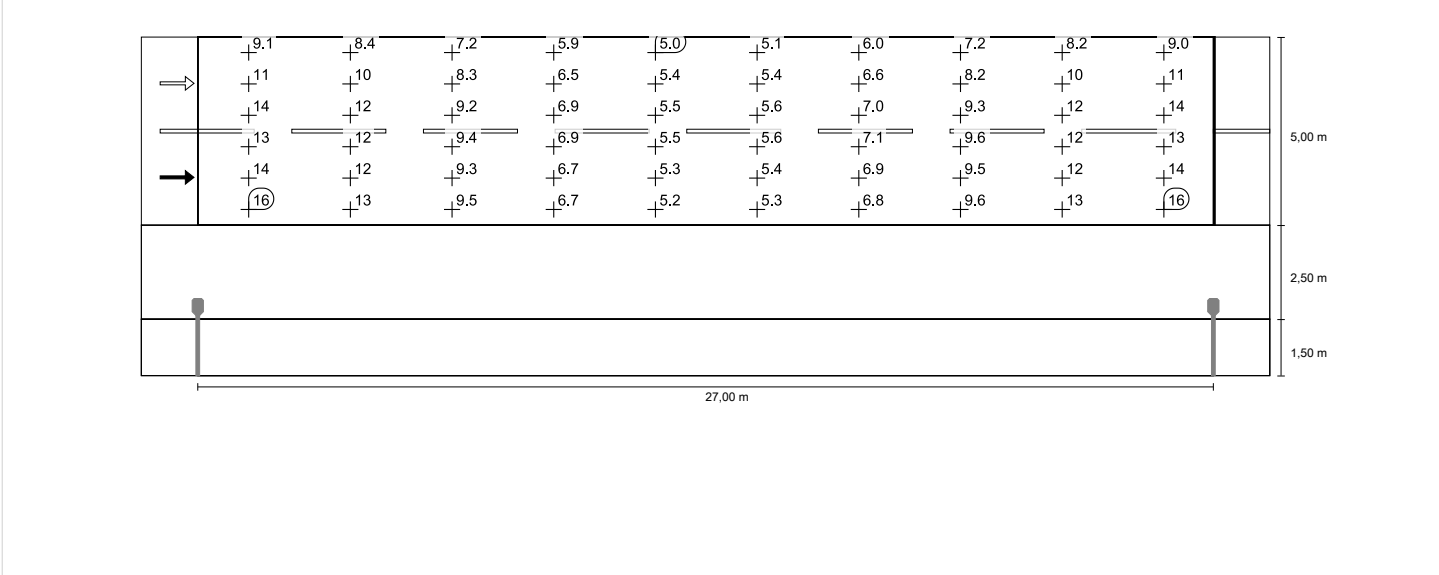 9.1 8.4 7.2 5.9 5.0 5.1 6.0 7.2 8.2 9.0
11 10 8.3 6.5 5.4 5.4 6.6 8.2 10 11
14 12 9.2 6.9 5.5 5.6 7.0 9.3 12 14
13 12 9.4 6.9 5.5 5.6 7.1 9.6 12 13
5,00 m
14 12 9.3 6.7 5.3 5.4 6.9 9.5 12 14
16 13 9.5 6.7 5.2 5.3 6.8 9.6 13 16
2,50 m
1,50 m
27,00 m